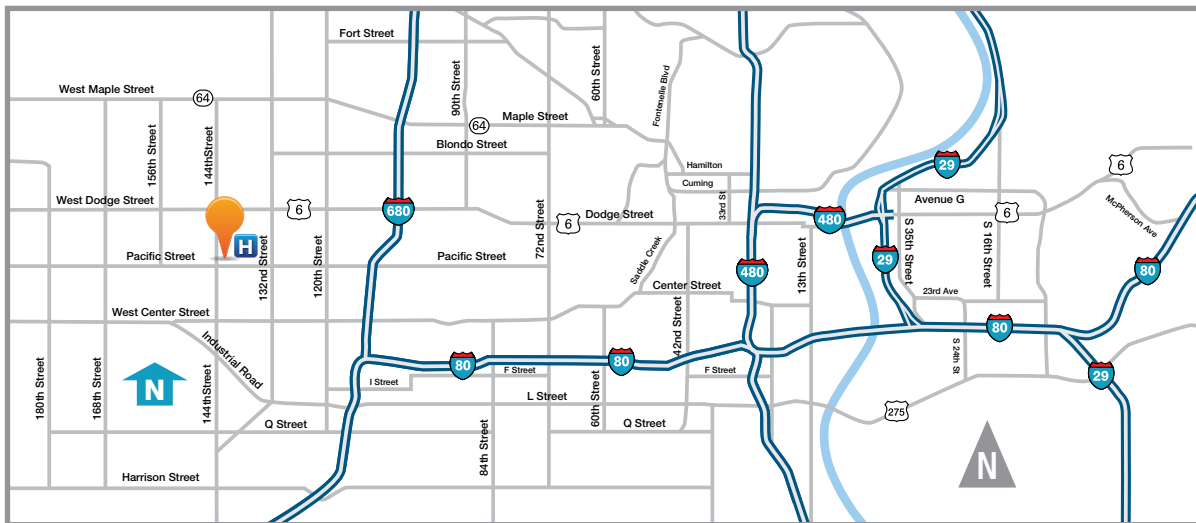 Fort Street
West Maple Street
64
90th Street
60th Street
Fontenelle Blvd
64
Maple Street
Blondo Street
156th Street
144thStreet
Hamilton
Cuming
29
6
West Dodge Street
6
680
72nd Street
6
Dodge Street
33rd St
480
Avenue G
6
McPherson Ave
H
Pacific Street
132nd Street
120th Street
Pacific Street
Saddle Creek
480
13th Street
29
S 35th Street
S 16th Street
80
Center Street
23rd Ave
West Center Street
Industrial Road
42nd Street
80
180th Street
168th Street
N
144thStreet
80
80
I Street
F Street
F Street
S 24th St
29
L Street
275
Q Street
84th Street
60th Street
Q Street
N
Harrison Street